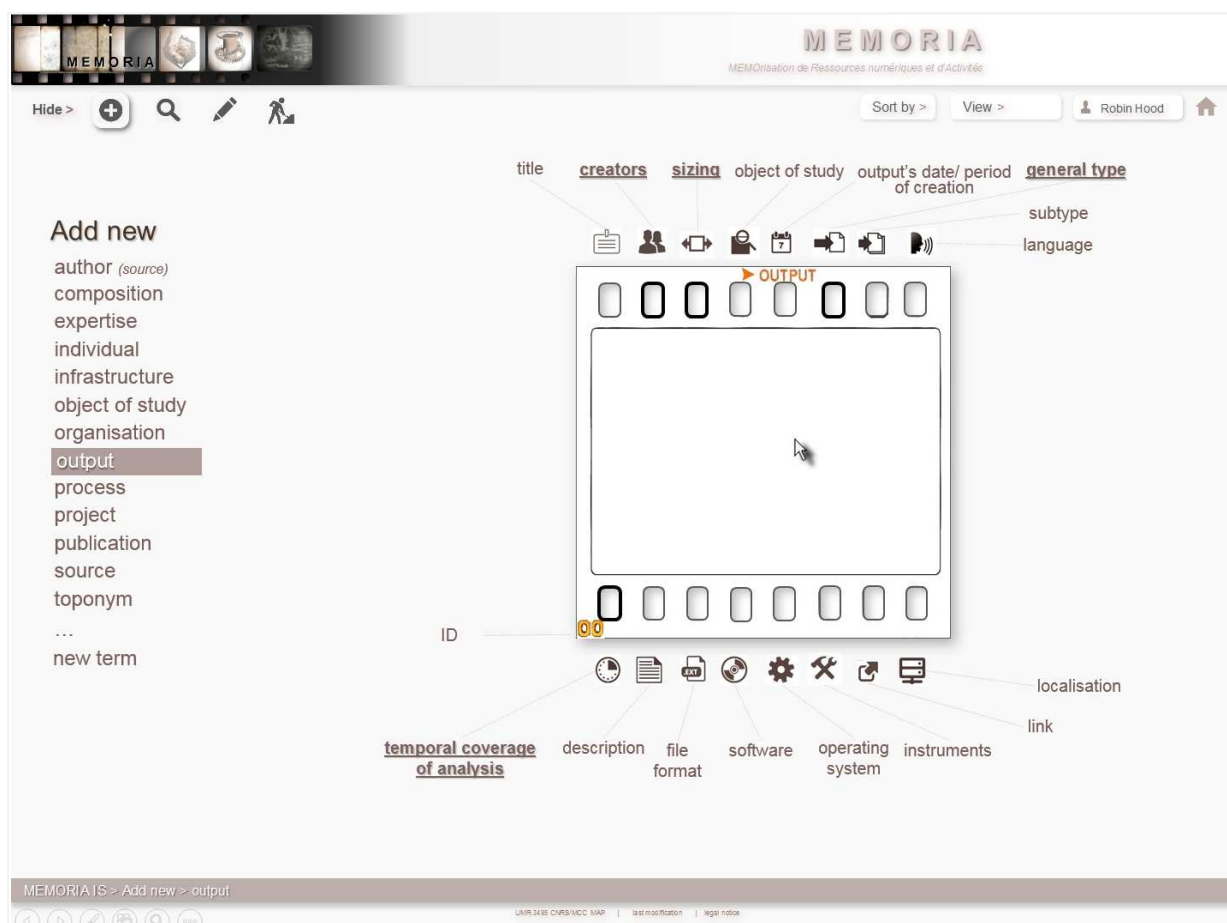 MEMORIA
MEMORIA
MEMOrisation de Ressources numériques et d'Activités
Hide >
Sort by >
View >
Robin Hood
title
creators
sizing
object of study
output's date/ period
of creation
general type
subtype
language
7
Add new
author (source)
composition
expertise
individual
infrastructure
object of study
organisation
output
process
project
publication
source
toponym
...
new term
➤ OUTPUT
ID
00
.EXT
localisation
link
temporal coverage
of analysis
description
file
format
software
operating
system
instruments
MEMORIA IS > Add new > output
UMR 3495 CNRS/MCC MAP | last modification | legal notice